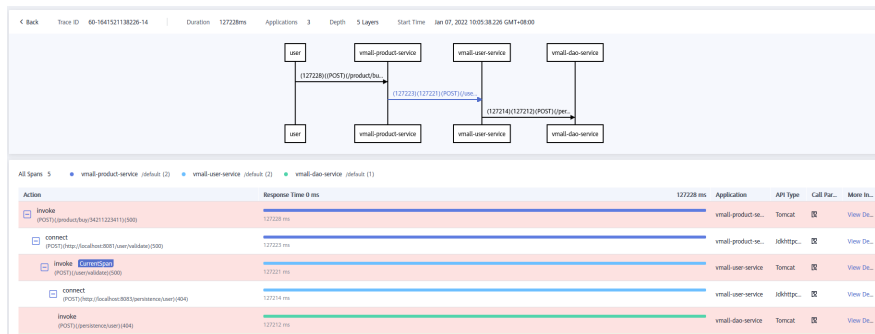 Back Trace ID 60-1641521138226-14 Duration 127228ms Applications 3 Depth 5 Layers Start Time Jan 07, 2022 10:05:38.226 GMT+08:00
user vmall-product-service vmall-user-service vmall-dao-service
(127228)((POST)(/product/bu...
(127223)(127221)(POST)(/use...
(127214)(127212)(POST)(/per...
user vmall-product-service vmall-user-service vmall-dao-service
All Spans 5 vmall-product-service /default (2) vmall-user-service /default (2) vmall-dao-service /default (1)
Action Response Time 0 ms 127228 ms Application API Type Call Par... More In...
invoke
(POST)(/product/buy/34211223411)(500) 127228 ms vmall-product-se... Tomcat View De...
connect
(POST)(http://localhost:8081/user/validate)(500) 127223 ms vmall-product-se... Jdkhttpc... View De...
invoke CurrentSpan
(POST)(/user/validate)(500) 127221 ms vmall-user-service Tomcat View De...
connect
(POST)(http://localhost:8083/persistence/user)(404) 127214 ms vmall-user-service Jdkhttpc... View De...
invoke
(POST)(/persistence/user)(404) 127212 ms vmall-dao-service Tomcat View De...